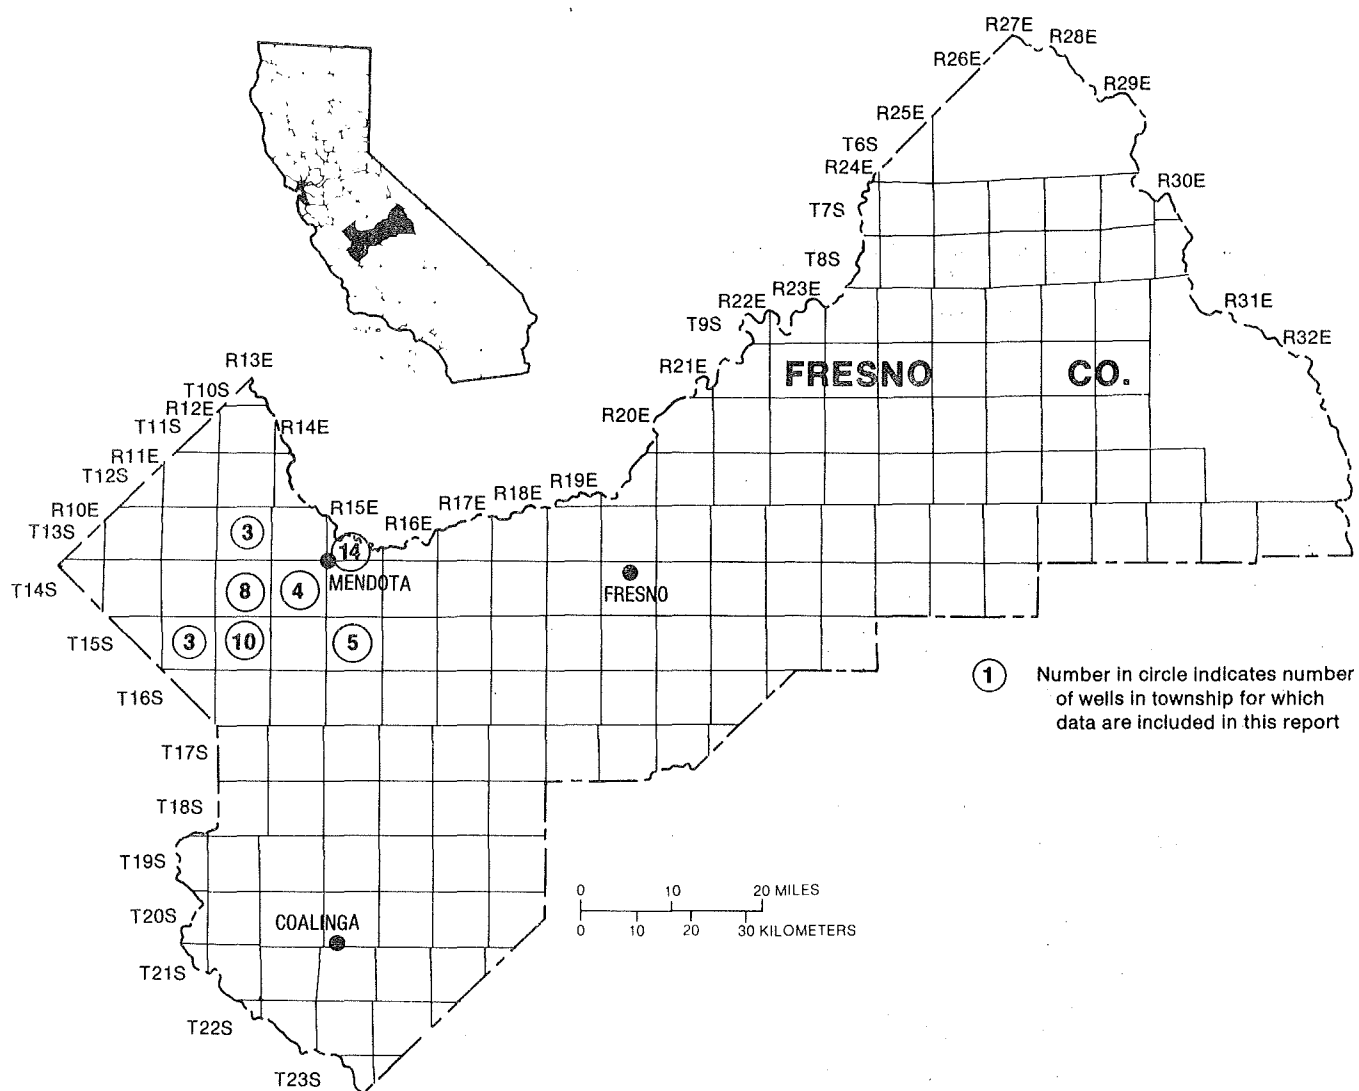 R27E
R28E
R26E
R29E
R25E
T6S
R24E
R30E
T7S
T8S
R23E
R22E
R31E
T9S
R32E
R21E
FRESNO CO.
R13E
T10S
R12E
R20E
T11S
R14E
R11E
T12S
R19E
R18E
R17E
R10E
R15E
R16E
T13S
3
14
MENDOTA
T14S
8
4
FRESNO
T15S
3
10
5
1 Number in circle indicates number
of wells in township for which
data are included in this report
T16S
T17S
T18S
T19S
0 10 20 MILES
T20S
COALINGA
0 10 20 30 KILOMETERS
T21S
T22S
T23S